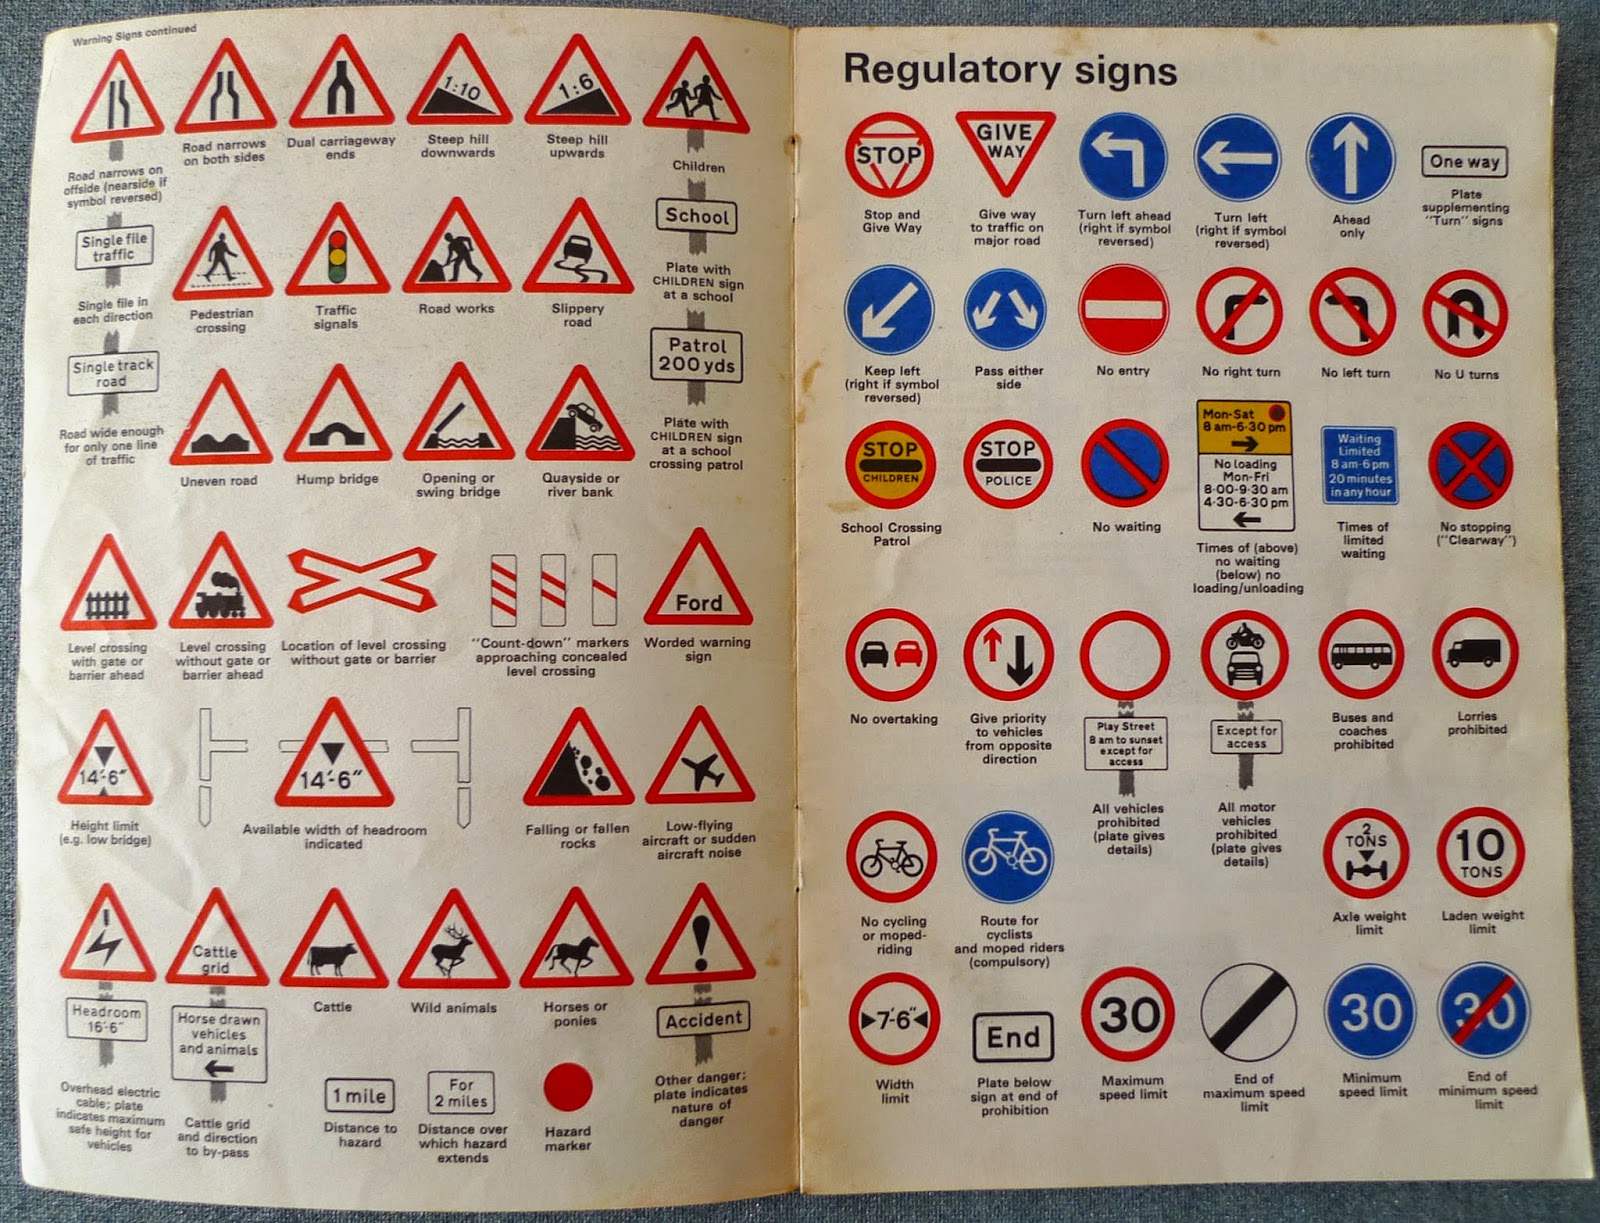 Warning Signs continued
1:10
1:6
Road narrows on
offside (nearside if
symbol reversed)
Road narrows
on both sides
Dual carriageway
ends
Steep hill
downwards
Steep hill
upwards
Children
Single file
traffic
Single file in
each direction
Pedestrian
crossing
Traffic
signals
Road works
Slippery
road
School
Plate with
CHILDREN sign
at a school
Single track
road
Road wide enough
for only one line
of traffic
Uneven road
Hump bridge
Opening or
swing bridge
Quayside or
river bank
Patrol
200 yds
Plate with
CHILDREN sign
at a school
crossing patrol
Level crossing
with gate or
barrier ahead
Level crossing
without gate or
barrier ahead
Location of level crossing
without gate or barrier
"Count-down" markers
approaching concealed
level crossing
Ford
Worded warning
sign
14'-6"
Height limit
(e.g. low bridge)
14'-6"
Available width of headroom
indicated
Falling or fallen
rocks
Low-flying
aircraft or sudden
aircraft noise
Headroom
16'-6"
Overhead electric
cable; plate
indicates maximum
safe height for
vehicles
Cattle
grid
Horse drawn
vehicles
and animals
Cattle grid
and direction
to by-pass
Cattle
Wild animals
Horses or
ponies
Accident
Other danger;
plate indicates
nature of
danger
1 mile
Distance to
hazard
For
2 miles
Distance over
which hazard
extends
Hazard
marker
Regulatory signs
STOP
Stop and
Give Way
GIVE
WAY
Give way
to traffic on
major road
Turn left ahead
(right if symbol
reversed)
Turn left
(right if symbol
reversed)
Ahead
only
One way
Plate
supplementing
"Turn" signs
Keep left
(right if symbol
reversed)
Pass either
side
No entry
No right turn
No left turn
No U turns
STOP
CHILDREN
School Crossing
Patrol
STOP
POLICE
No waiting
Mon-Sat
8 am-6·30 pm
No loading
Mon-Fri
8·00-9·30 am
4·30-6·30 pm
Times of (above)
no waiting
(below) no
loading/unloading
Waiting
Limited
8 am-6 pm
20 minutes
in any hour
Times of
limited
waiting
No stopping
("Clearway")
No overtaking
Give priority
to vehicles
from opposite
direction
Play Street
8 am to sunset
except for
access
All vehicles
prohibited
(plate gives
details)
Except for
access
All motor
vehicles
prohibited
(plate gives
details)
Buses and
coaches
prohibited
Lorries
prohibited
No cycling
or moped-
riding
Route for
cyclists
and moped riders
(compulsory)
2
TONS
Axle weight
limit
10
TONS
Laden weight
limit
7'-6"
Width
limit
End
Plate below
sign at end of
prohibition
30
Maximum
speed limit
End of
maximum speed
limit
30
Minimum
speed limit
30
End of
minimum speed
limit